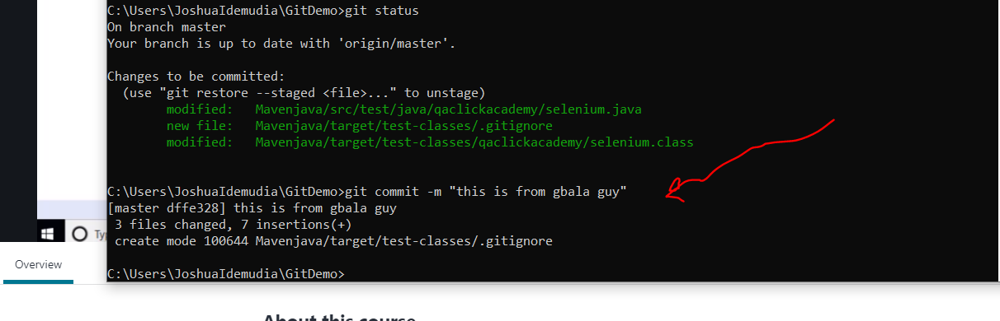 C:\Users\JoshuaIdemudia\GitDemo>git status
On branch master
Your branch is up to date with 'origin/master'.
Changes to be committed:
(use "git restore --staged <file>..." to unstage)
modified: Mavenjava/src/test/java/qaclickacademy/selenium.java
new file: Mavenjava/target/test-classes/.gitignore
modified: Mavenjava/target/test-classes/qaclickacademy/selenium.class
C:\Users\JoshuaIdemudia\GitDemo>git commit -m "this is from gbala guy"
[master dffe328] this is from gbala guy
3 files changed, 7 insertions(+)
create mode 100644 Mavenjava/target/test-classes/.gitignore
C:\Users\JoshuaIdemudia\GitDemo>
Overview
About this course